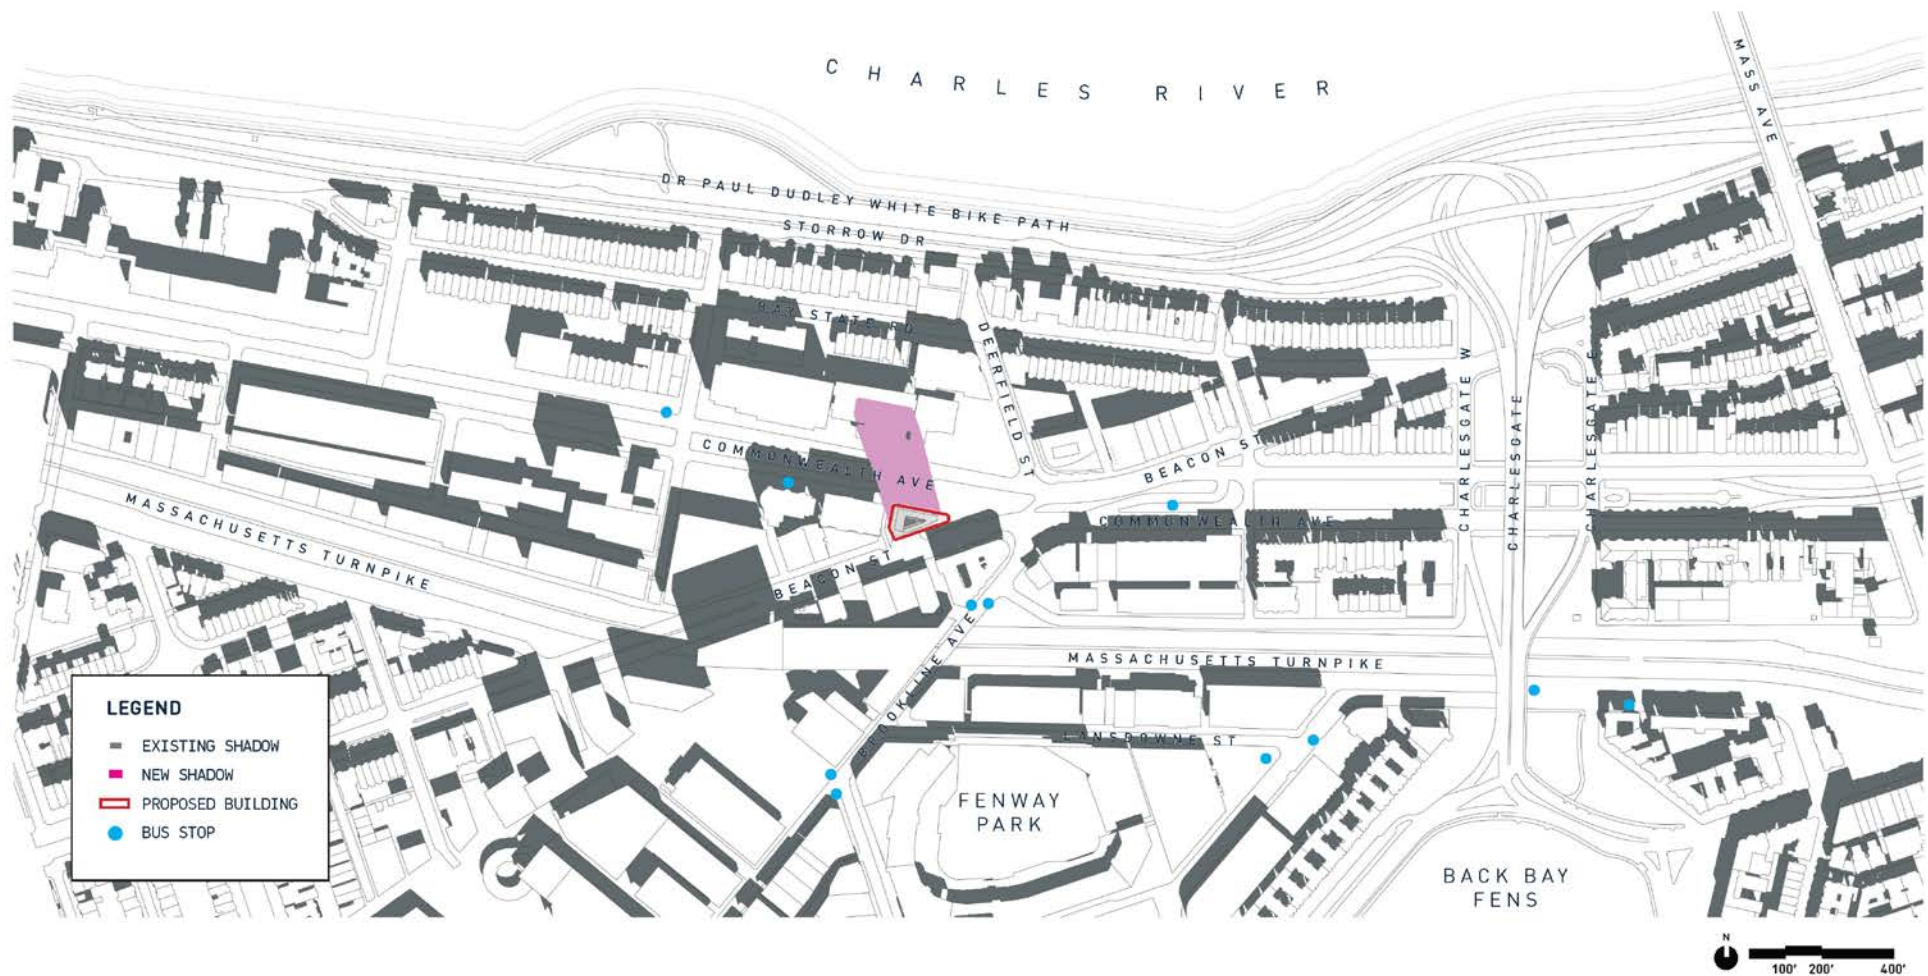 CHARLES RIVER
MASS AVE
DR PAUL DUDLEY WHITE BIKE PATH
STORROW DR
BAY STATE RD
DEERFIELD ST
CHARLESGATE W
CHARLESGATE
CHARLESGATE E
COMMONWEALTH AVE
BEACON ST
MASSACHUSETTS TURNPIKE
COMMONWEALTH AVE
BEACON ST
BROOKLINE AVE
MASSACHUSETTS TURNPIKE
LANSDOWNE ST
FENWAY
PARK
BACK BAY
FENS
LEGEND
EXISTING SHADOW
NEW SHADOW
PROPOSED BUILDING
BUS STOP
N
100' 200' 400'